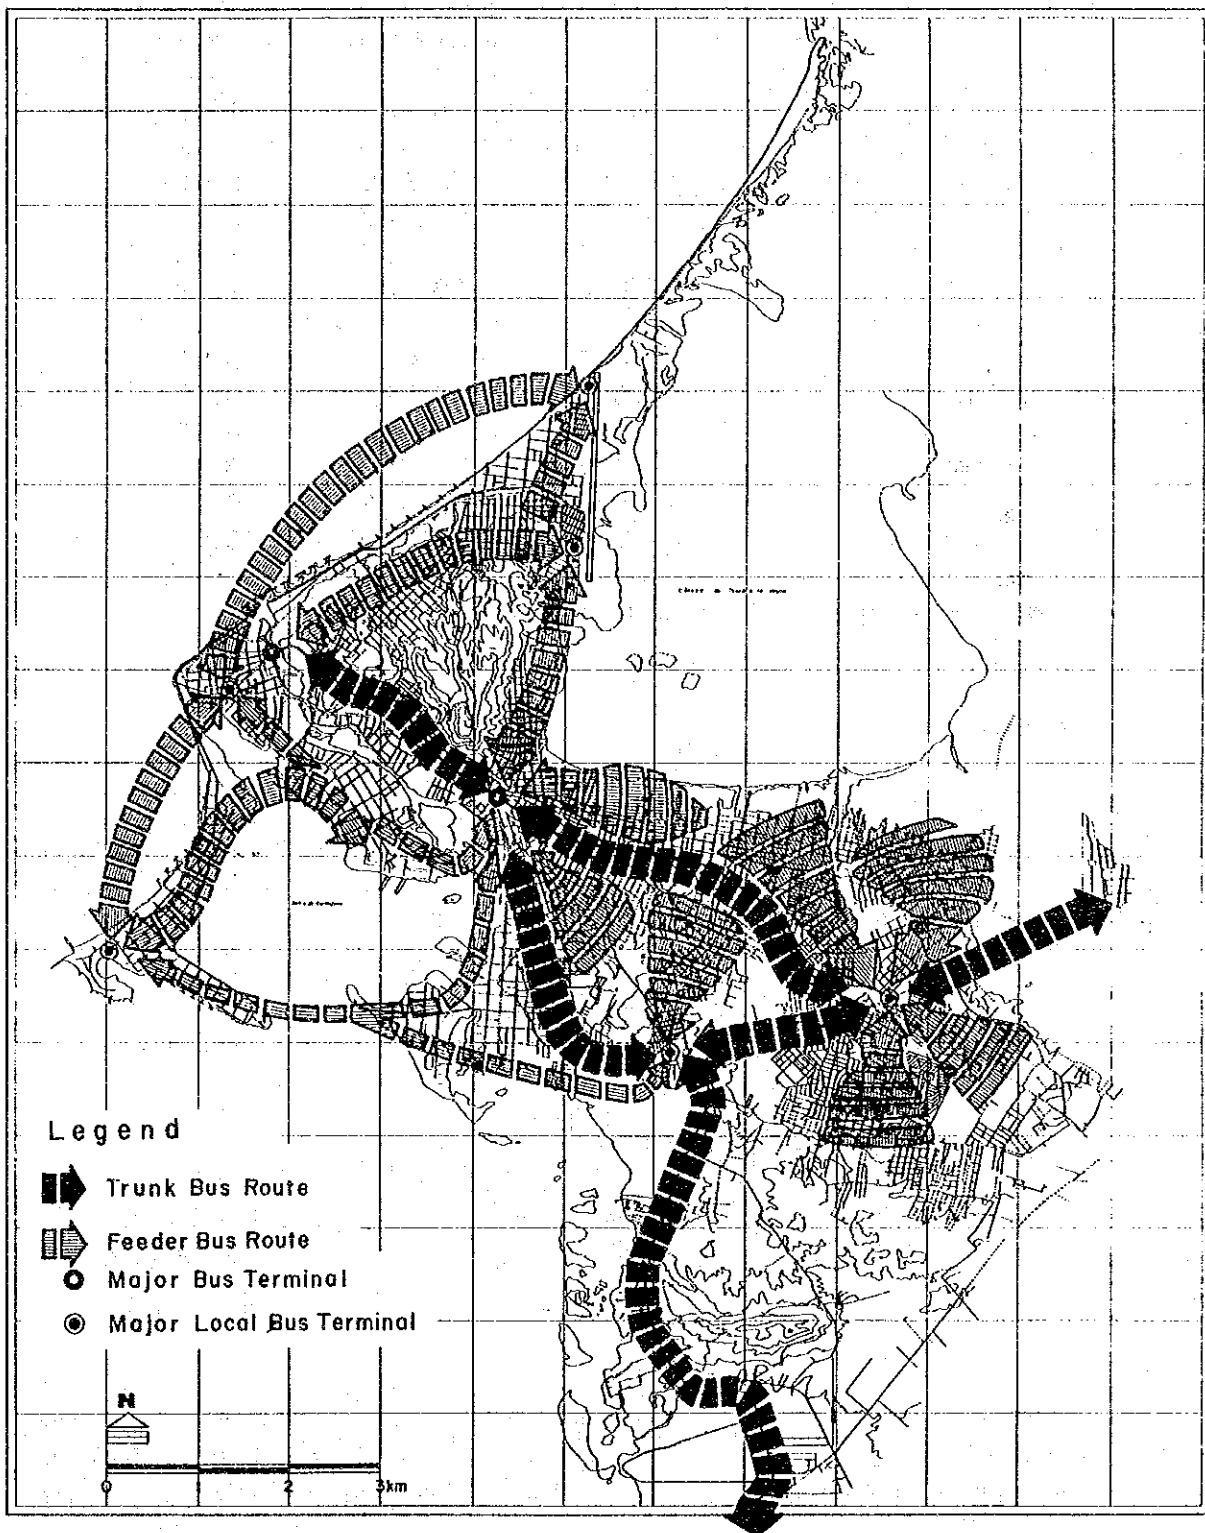 Legend
Trunk Bus Route
Feeder Bus Route
Major Bus Terminal
Major Local Bus Terminal
N
0 1 2 3km